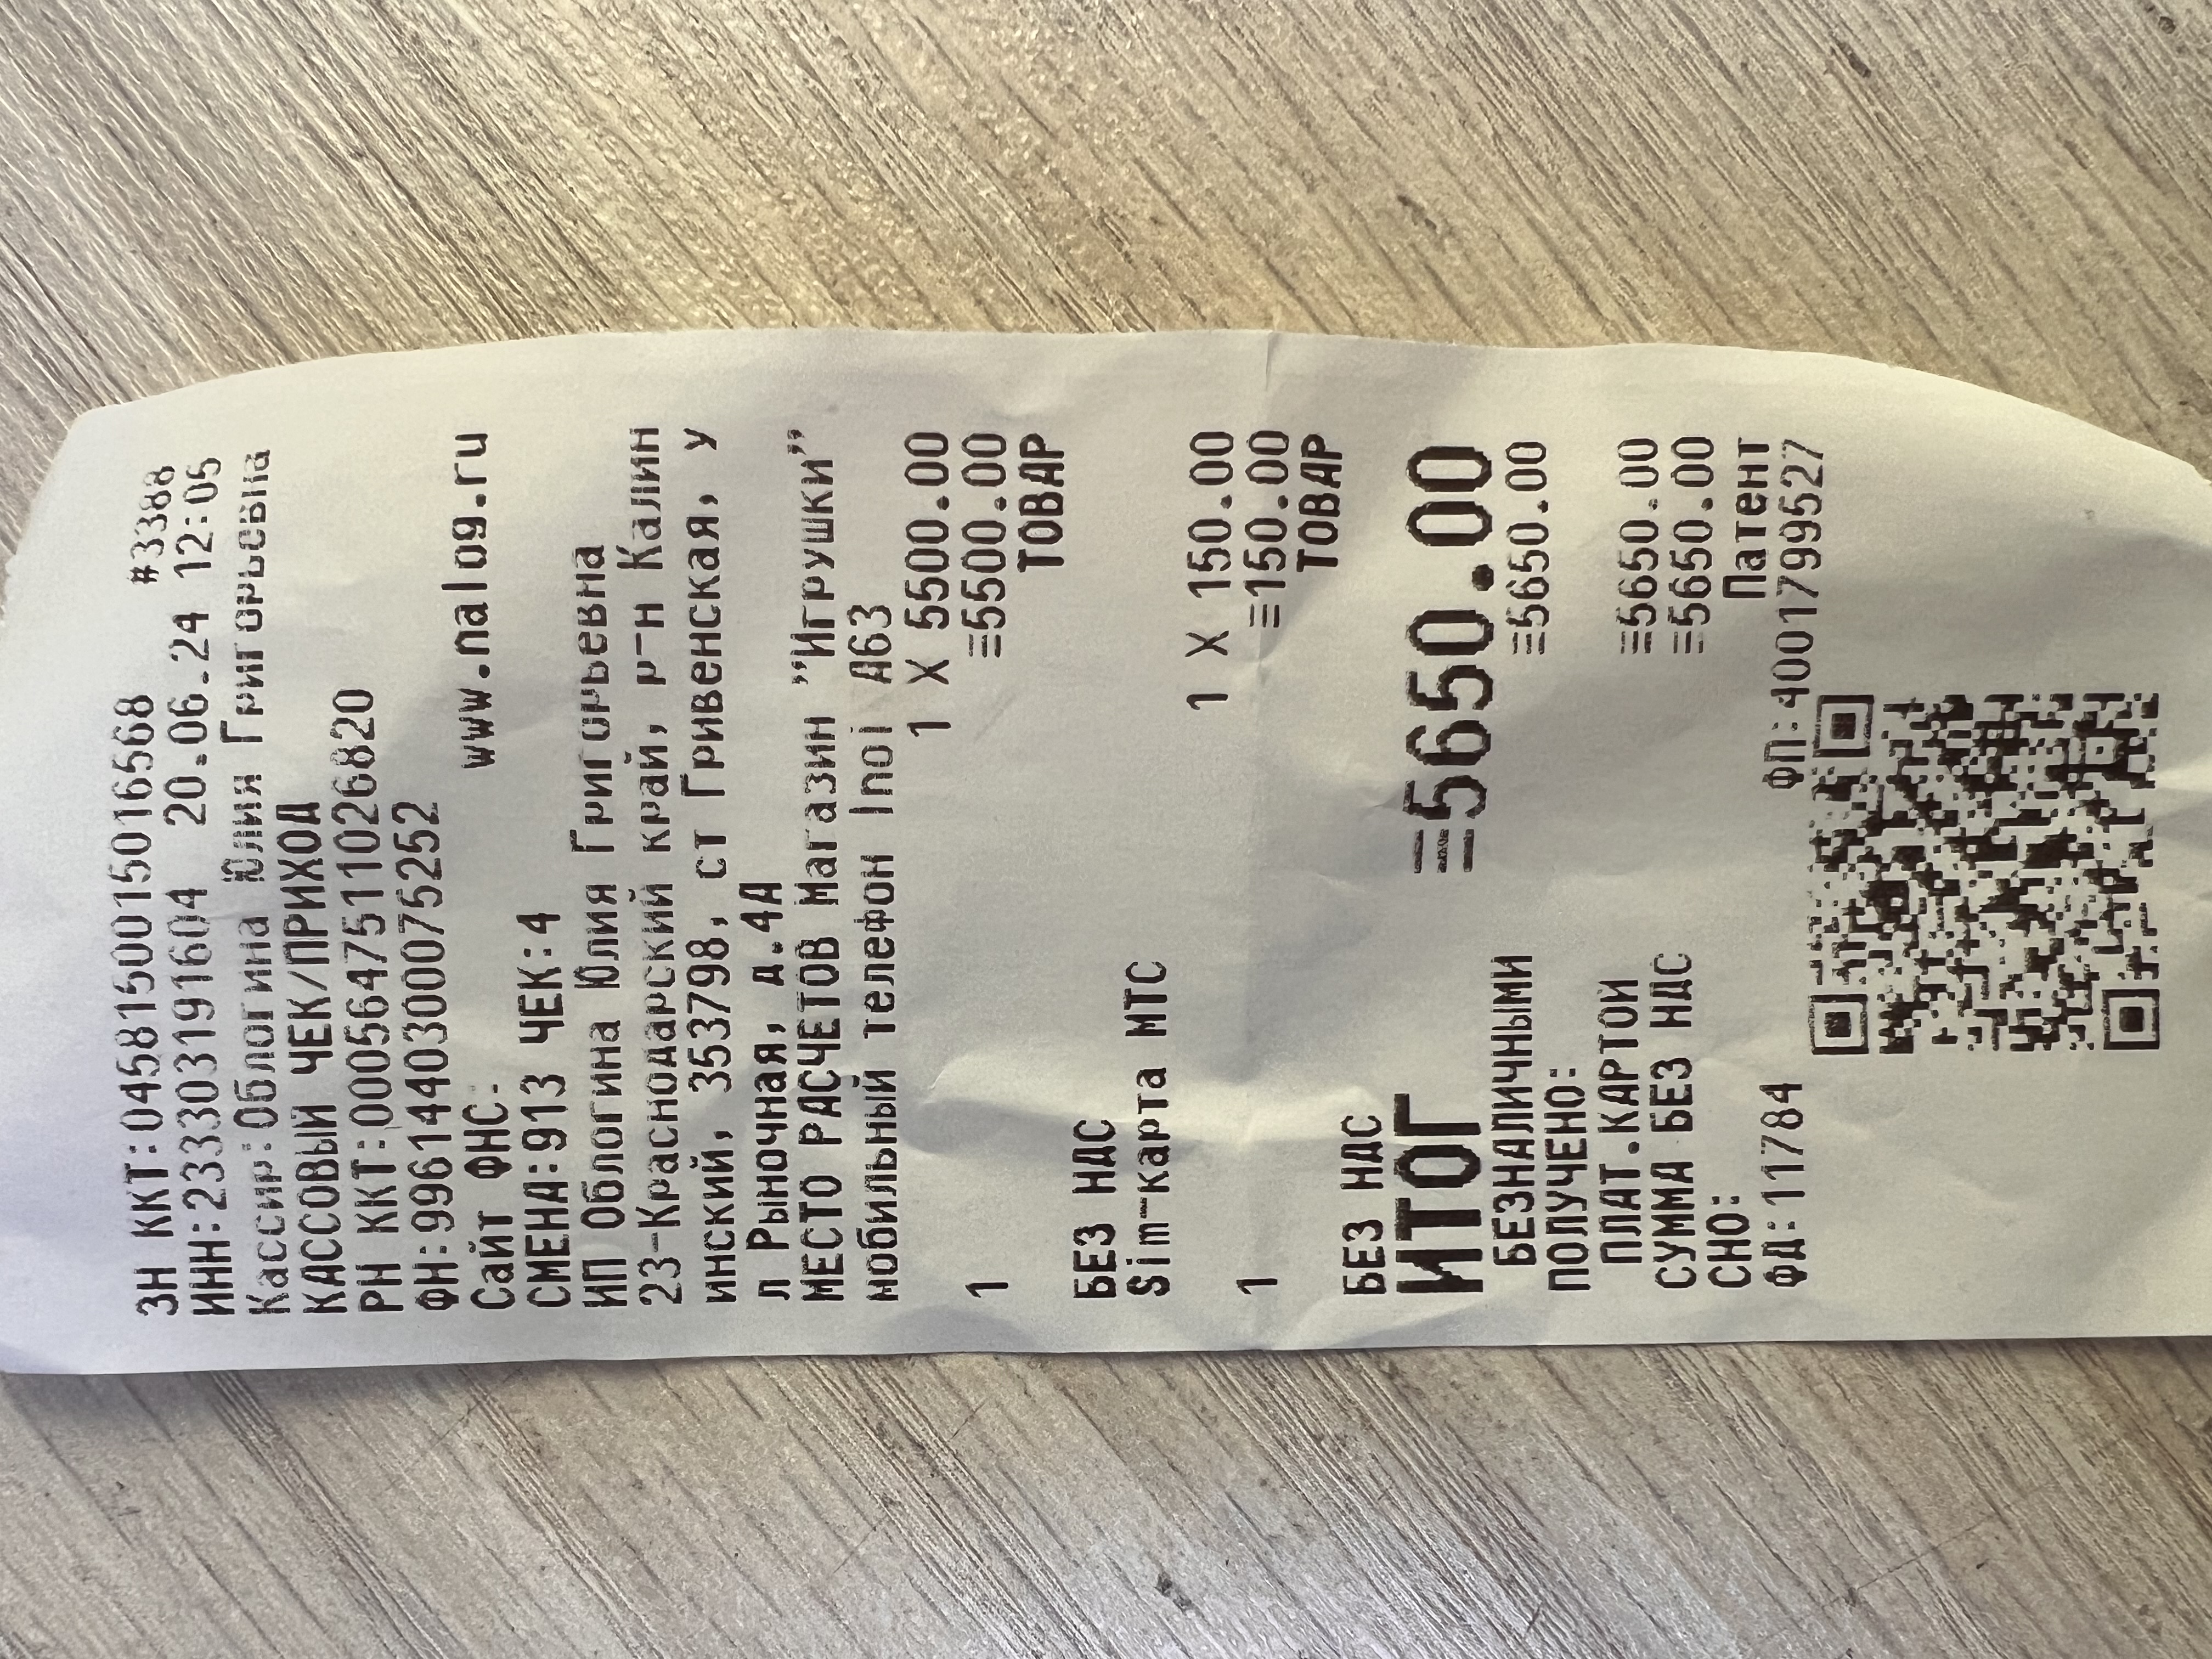 ЗН ККТ:0458150015016568 #3388
ИНН:233303191604 20.06.24 12:05
Кассир:Облогина Юлия Григорьевна
КАССОВЫЙ ЧЕК/ПРИХОД
РН ККТ:0005647511026820
ФН:9961440300075252
Сайт ФНС: www.nalog.ru
СМЕНА:913 ЧЕК:4
ИП Облогина Юлия Григорьевна
23-Краснодарский край, р-н Калин
инский, 353798, ст Гривенская, у
л Рыночная, д.4А
МЕСТО РАСЧЕТОВ Магазин "Игрушки"
мобильный телефон Inoi A63
1 X 5500.00
1 ≡5500.00
ТОВАР
БЕЗ НДС
Sim-карта МТС
1 X 150.00
1 ≡150.00
ТОВАР
БЕЗ НДС
ИТОГ ≡5650.00
БЕЗНАЛИЧНЫМИ ≡5650.00
ПОЛУЧЕНО:
ПЛАТ.КАРТОЙ ≡5650.00
СУММА БЕЗ НДС ≡5650.00
СНО: Патент
ФД:11784 ФП:4001799527